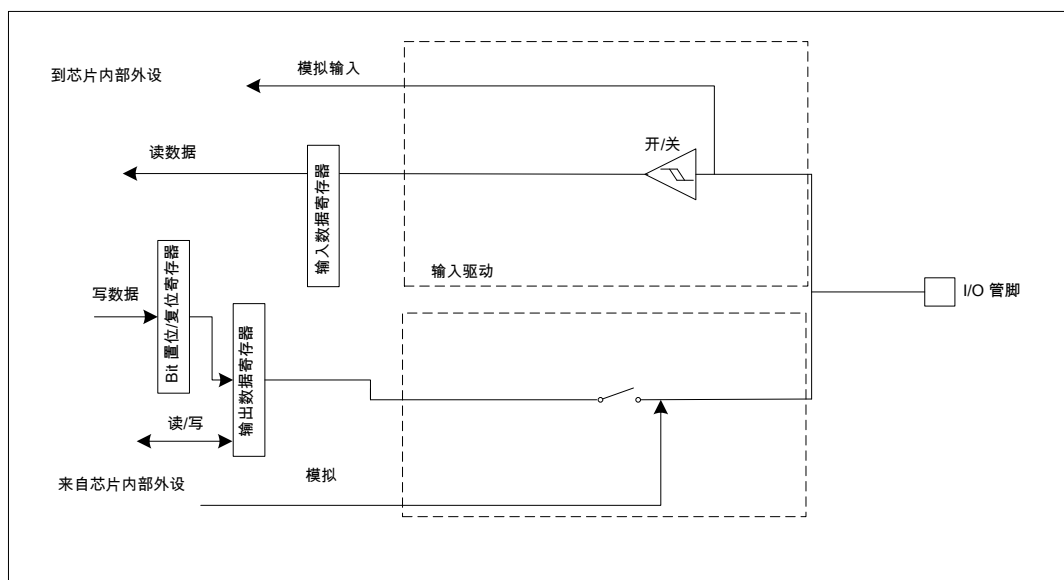 到芯片内部外设
模拟输入
开/关
读数据
输入数据寄存器
输入驱动
I/O 管脚
写数据
Bit 置位/复位寄存器
输出数据寄存器
读/写
来自芯片内部外设
模拟